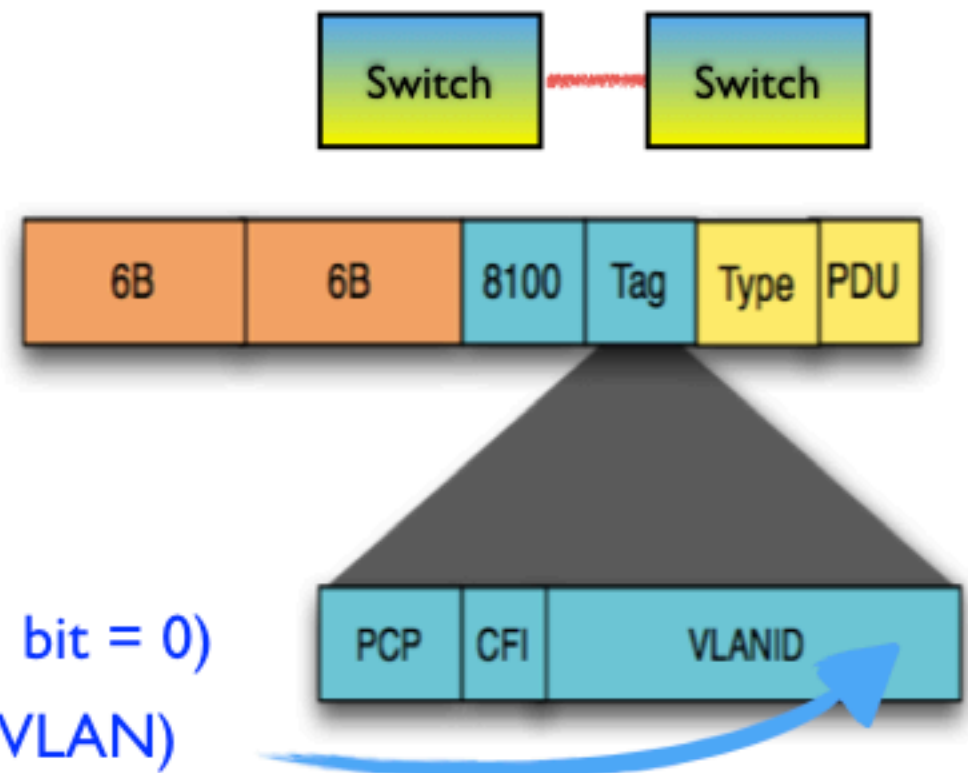 Switch Switch
6B 6B 8100 Tag Type PDU
bit = 0) PCP CFI VLANID
VLAN)